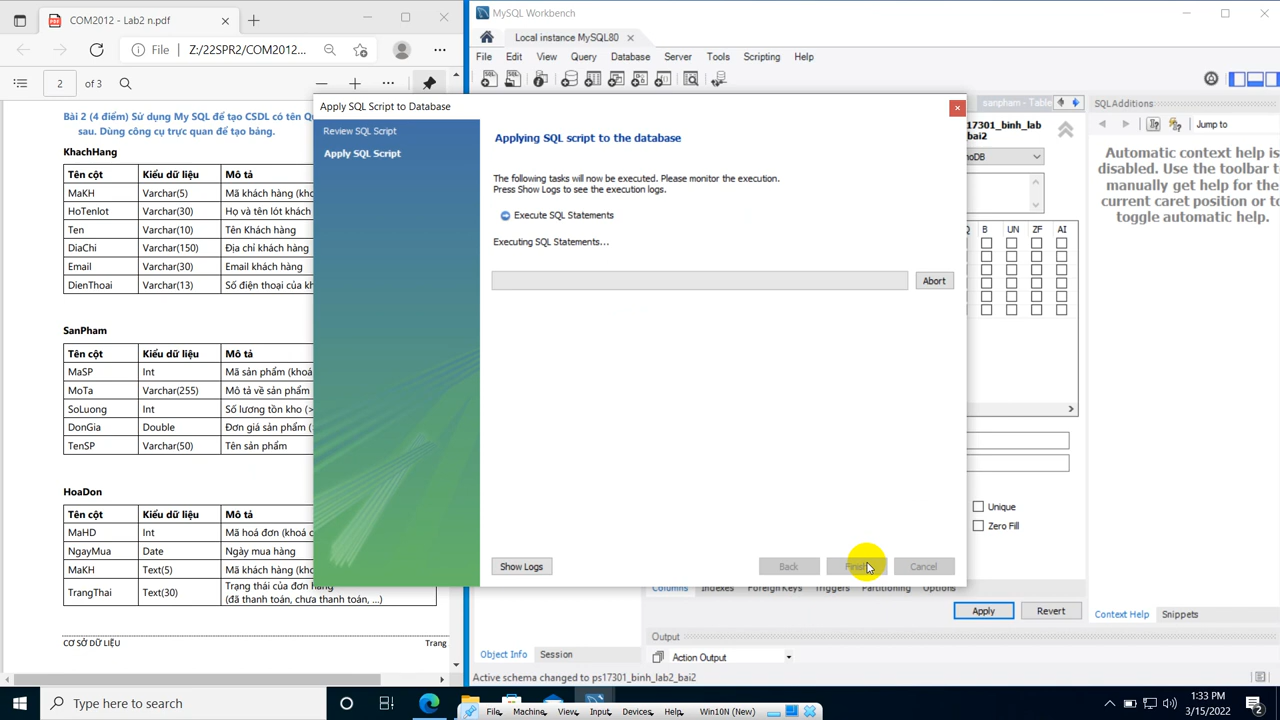 COM2012 - Lab2 n.pdf
MySQL Workbench
File
Z:/22SPR2/COM2012...
Local instance MySQL80
File Edit View Query Database Server Tools Scripting Help
2 of 3
Bài 2 (4 điểm) Sử dụng My SQL để tạo CSDL có tên Q
sau. Dùng công cụ trực quan để tạo bảng.
KhachHang
Tên cột Kiểu dữ liệu Mô tả
MaKH Varchar(5) Mã khách hàng (kho
HoTenlot Varchar(30) Họ và tên lót khách
Ten Varchar(10) Tên Khách hàng
DiaChi Varchar(150) Địa chỉ khách hàng
Email Varchar(30) Email khách hàng
DienThoai Varchar(13) Số điện thoại của kh
SanPham
Tên cột Kiểu dữ liệu Mô tả
MaSP Int Mã sản phẩm (khoá
MoTa Varchar(255) Mô tả về sản phẩm
SoLuong Int Số lương tồn kho (>
DonGia Double Đơn giá sản phẩm (
TenSP Varchar(50) Tên sản phẩm
HoaDon
Tên cột Kiểu dữ liệu Mô tả
MaHD Int Mã hoá đơn (khoá c
NgayMua Date Ngày mua hàng
MaKH Text(5) Mã khách hàng (kho
TrangThai Text(30) Trạng thái của đơn hàng
(đã thanh toán, chưa thanh toán, ...)
CƠ SỞ DỮ LIỆU Trang
Apply SQL Script to Database
Review SQL Script
Apply SQL Script
Applying SQL script to the database
The following tasks will now be executed. Please monitor the execution.
Press Show Logs to see the execution logs.
Execute SQL Statements
Executing SQL Statements...
Abort
Show Logs Back Finish Cancel
sanpham - Table
s17301_binh_lab
bai2
noDB
Q B UN ZF AI
Unique
Zero Fill
Columns Indexes Foreign Keys Triggers Partitioning Options
Apply Revert
SQLAdditions
Jump to
Automatic context help is
disabled. Use the toolbar to
manually get help for the
current caret position or to
toggle automatic help.
Context Help Snippets
Output
Action Output
Object Info Session
Active schema changed to ps17301_binh_lab2_bai2
Type here to search
File Machine View Input Devices Help Win10N (New)
1:33 PM
3/15/2022
2